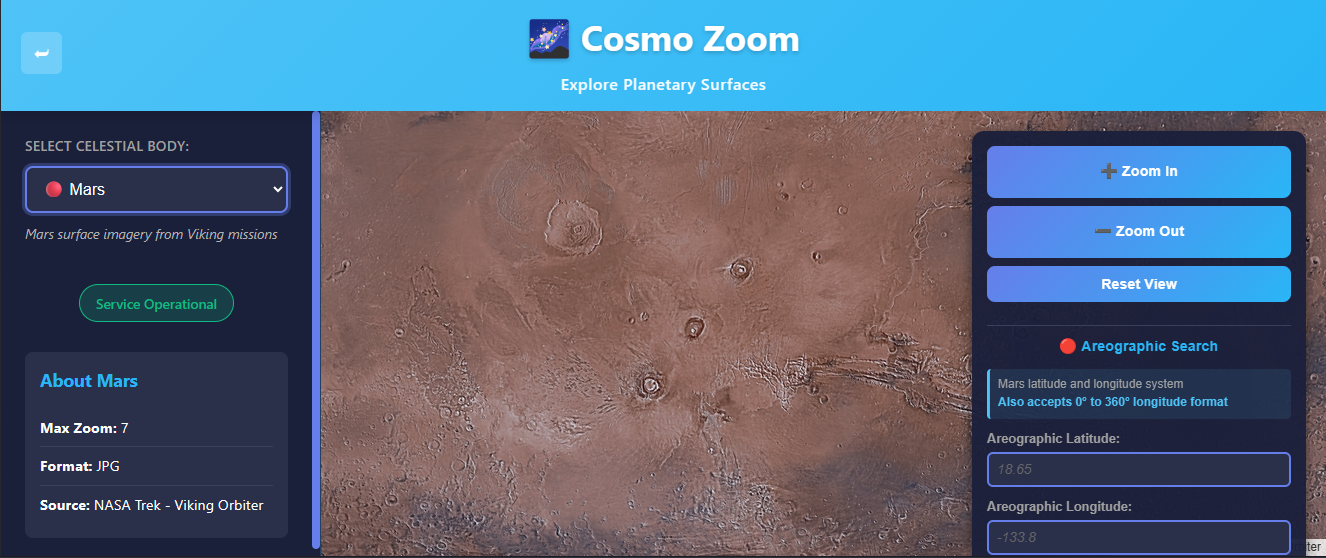 Cosmo Zoom
Explore Planetary Surfaces
SELECT CELESTIAL BODY:
Mars
Mars surface imagery from Viking missions
Service Operational
About Mars
Max Zoom: 7
Format: JPG
Source: NASA Trek - Viking Orbiter
Zoom In
Zoom Out
Reset View
Areographic Search
Mars latitude and longitude system
Also accepts 0° to 360° longitude format
Areographic Latitude:
18.65
Areographic Longitude:
-133.8